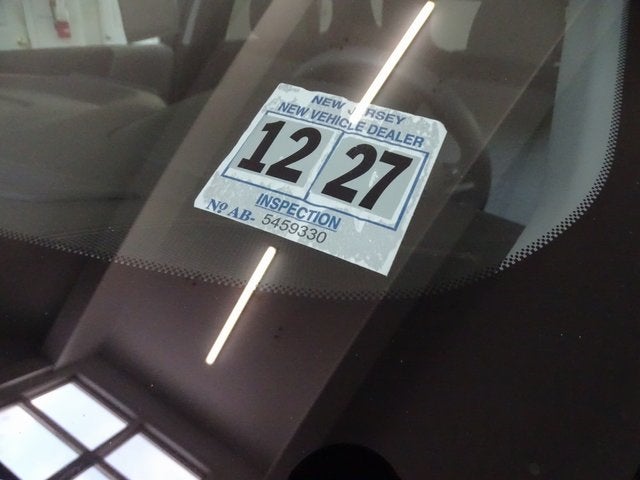 NEW JERSEY
NEW VEHICLE DEALER
12 27
INSPECTION
Nº AB- 5459330